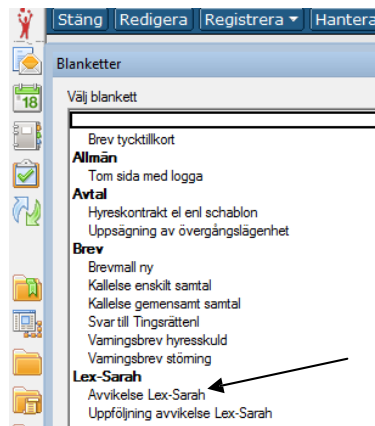 Stäng Redigera Registrera Hantera
Blanketter
18
Välj blankett
Brev tycktillkort
Allmän
Tom sida med logga
Avtal
Hyreskontrakt el enl schablon
Uppsägning av övergångslägenhet
Brev
Brevmall ny
Kallelse enskilt samtal
Kallelse gemensamt samtal
Svar till Tingsrättenl
Varningsbrev hyresskuld
Varningsbrev störning
Lex-Sarah
Avvikelse Lex-Sarah
Uppföljning avvikelse Lex-Sarah